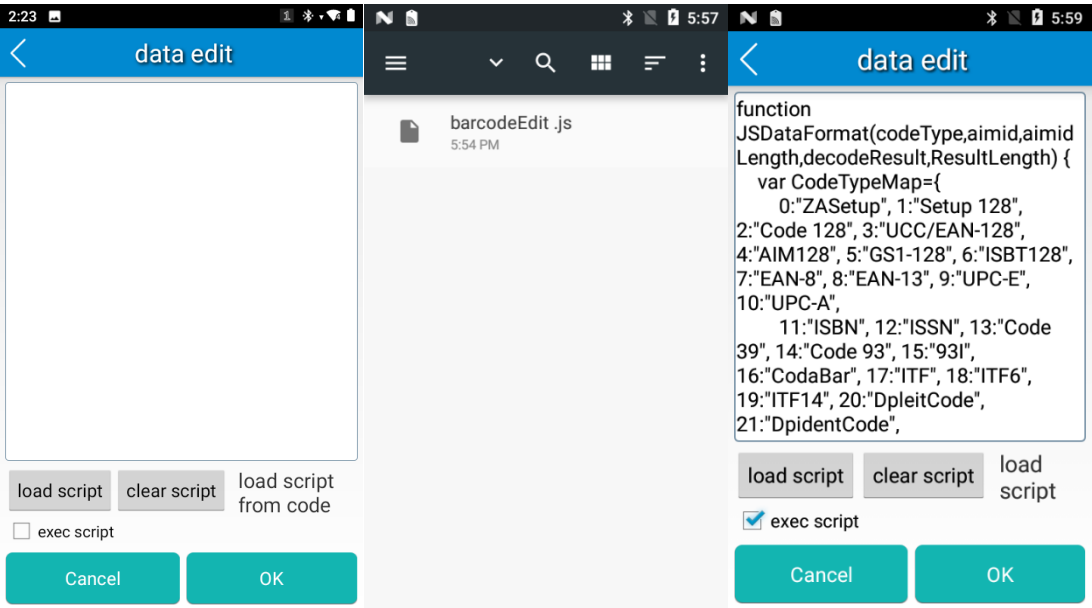 2:23
1
data edit
load script
clear script
load script
from code
exec script
Cancel
OK
5:57
barcodeEdit .js
5:54 PM
5:59
data edit
function
JSDataFormat(codeType,aimid,aimid
Length,decodeResult,ResultLength) {
var CodeTypeMap={
0:"ZASetup", 1:"Setup 128",
2:"Code 128", 3:"UCC/EAN-128",
4:"AIM128", 5:"GS1-128", 6:"ISBT128",
7:"EAN-8", 8:"EAN-13", 9:"UPC-E",
10:"UPC-A",
11:"ISBN", 12:"ISSN", 13:"Code
39", 14:"Code 93", 15:"93I",
16:"CodaBar", 17:"ITF", 18:"ITF6",
19:"ITF14", 20:"DpleitCode",
21:"DpidentCode",
load script
clear script
load
script
exec script
Cancel
OK